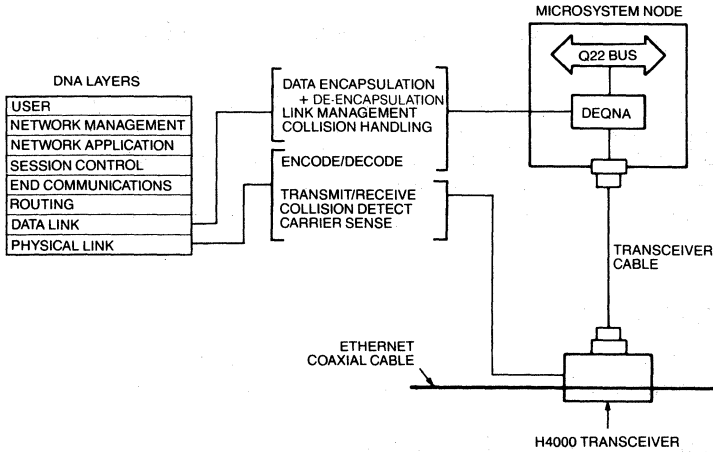 MICROSYSTEM NODE
Q22 BUS
DEQNA
DNA LAYERS
USER
NETWORK MANAGEMENT
NETWORK APPLICATION
SESSION CONTROL
END COMMUNICATIONS
ROUTING
DATA LINK
PHYSICAL LINK
DATA ENCAPSULATION
+ DE-ENCAPSULATION
LINK MANAGEMENT
COLLISION HANDLING
ENCODE/DECODE
TRANSMIT/RECEIVE
COLLISION DETECT
CARRIER SENSE
TRANSCEIVER
CABLE
ETHERNET
COAXIAL CABLE
H4000 TRANSCEIVER